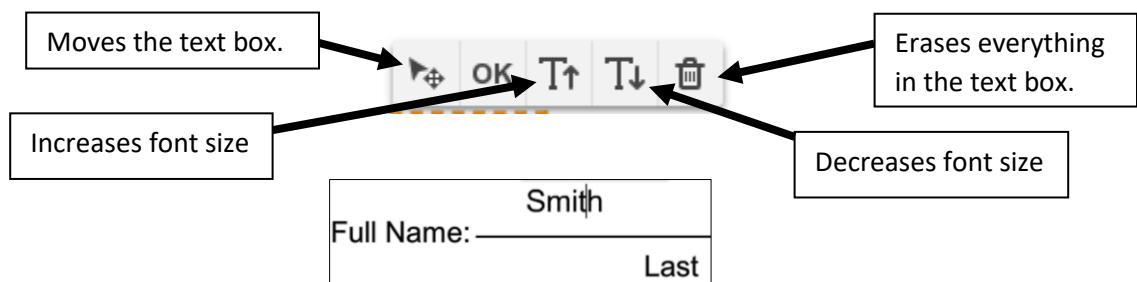 Moves the text box.
Erases everything
in the text box.
OK T↑ T↓
Increases font size
Decreases font size
Smith
Full Name:
Last